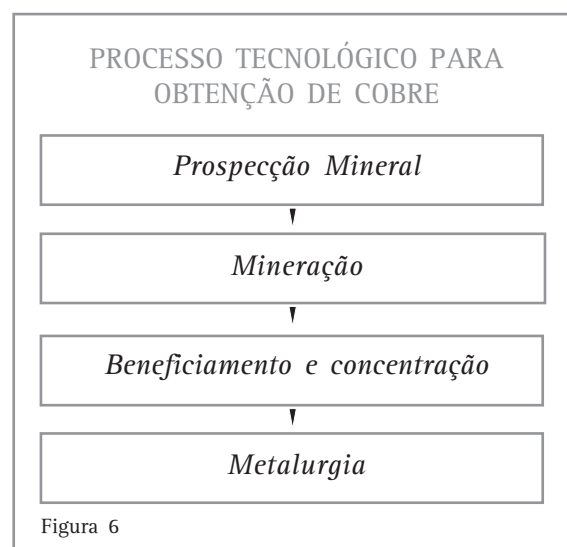 PROCESSO TECNOLÓGICO PARA
OBTENÇÃO DE COBRE
Prospecção Mineral
Mineração
Beneficiamento e concentração
Metalurgia
Figura 6